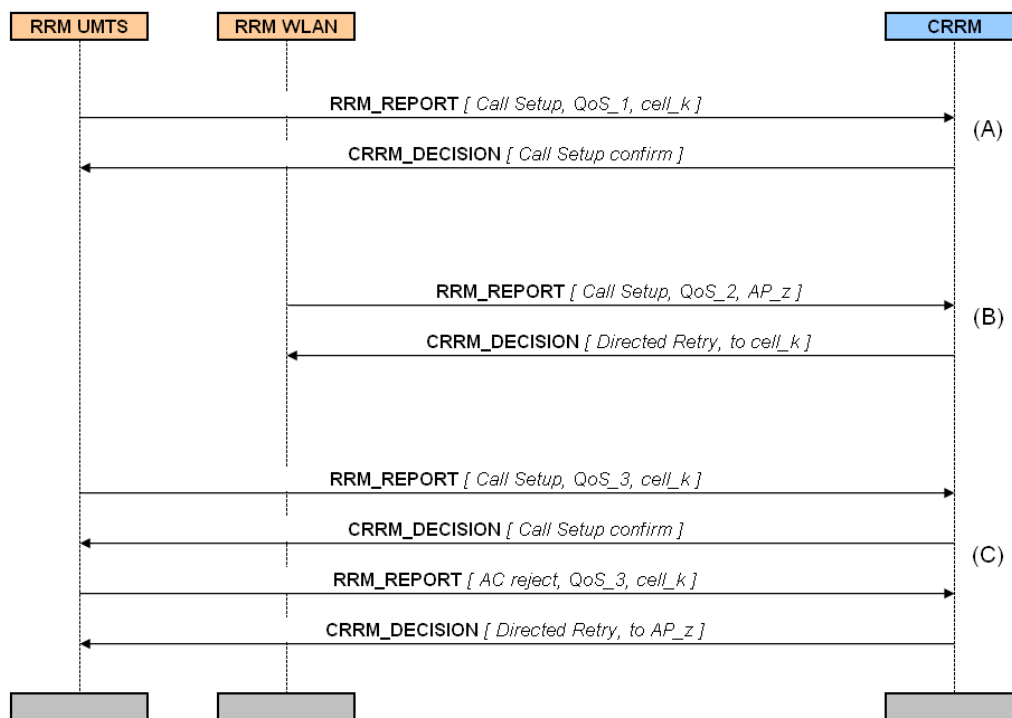 RRM UMTS
RRM WLAN
CRRM
RRM_REPORT [ Call Setup, QoS_1, cell_k ]
(A)
CRRM_DECISION [ Call Setup confirm ]
RRM_REPORT [ Call Setup, QoS_2, AP_z ]
(B)
CRRM_DECISION [ Directed Retry, to cell_k ]
RRM_REPORT [ Call Setup, QoS_3, cell_k ]
CRRM_DECISION [ Call Setup confirm ]
(C)
RRM_REPORT [ AC reject, QoS_3, cell_k ]
CRRM_DECISION [ Directed Retry, to AP_z ]